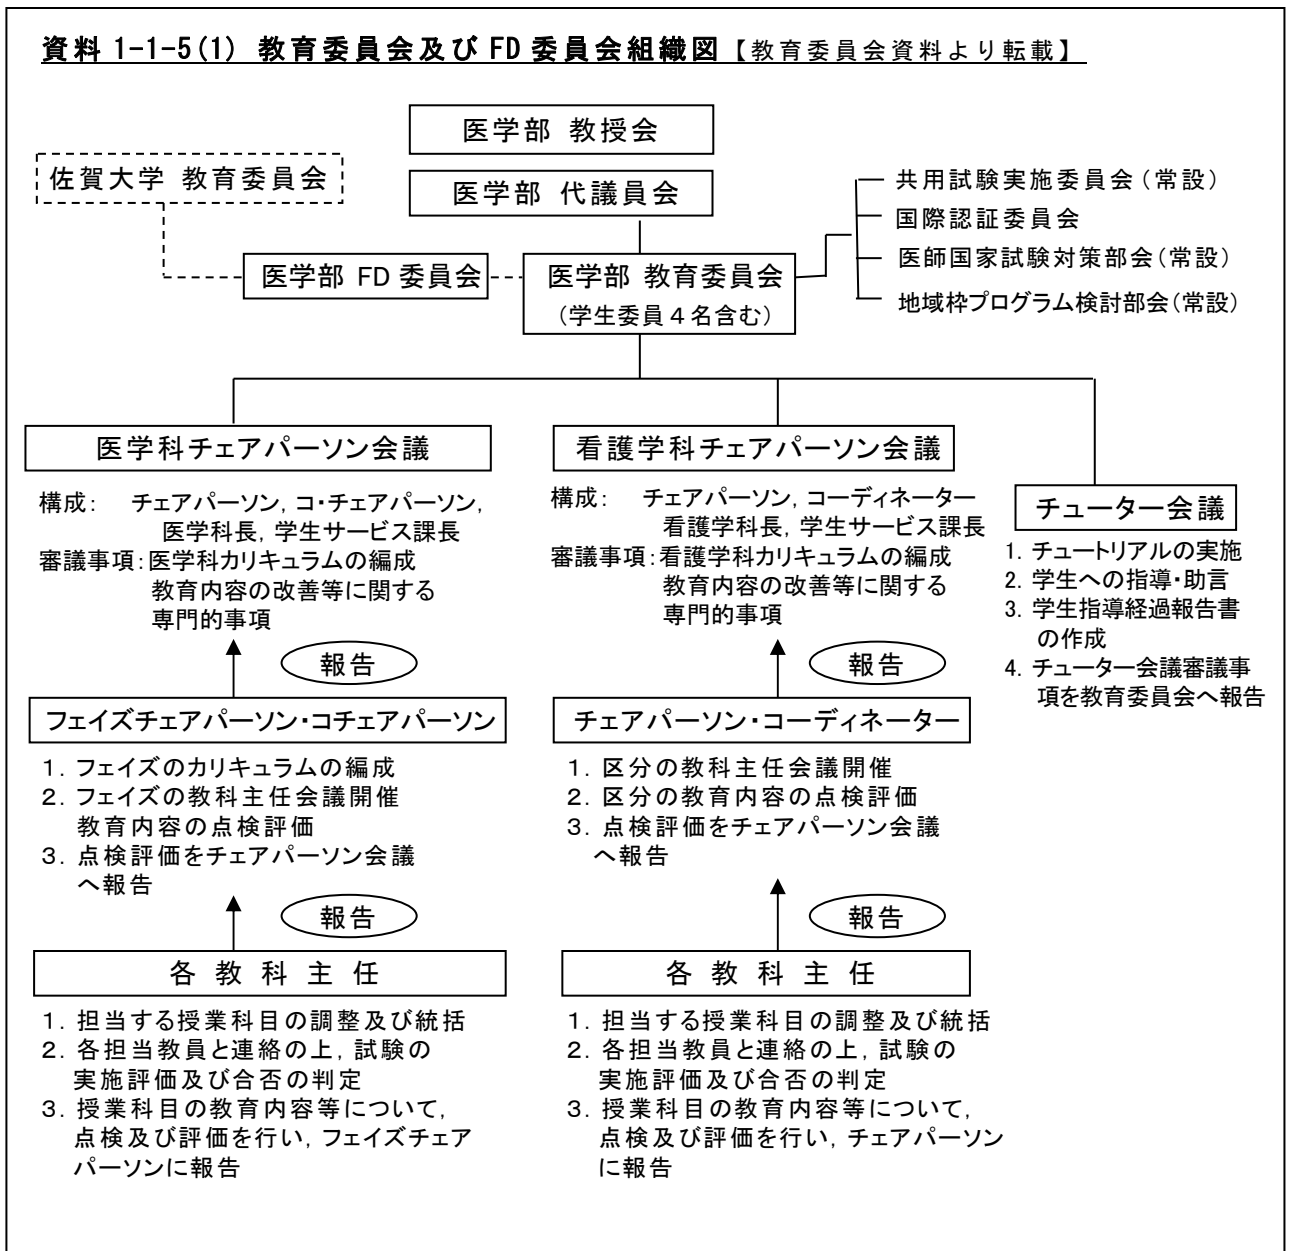 資料 1-1-5(1) 教育委員会及び FD 委員会組織図【教育委員会資料より転載】
医学部 教授会
佐賀大学 教育委員会
医学部 代議員会
医学部 FD 委員会
医学部 教育委員会
(学生委員4名含む)
共用試験実施委員会(常設)
国際認証委員会
医師国家試験対策部会(常設)
地域枠プログラム検討部会(常設)
医学科チェアパーソン会議
構成: チェアパーソン, コ・チェアパーソン,
医学科長, 学生サービス課長
審議事項:医学科カリキュラムの編成
教育内容の改善等に関する
専門的事項
報告
フェイズチェアパーソン・コチェアパーソン
1. フェイズのカリキュラムの編成
2. フェイズの教科主任会議開催
教育内容の点検評価
3. 点検評価をチェアパーソン会議
へ報告
報告
各 教 科 主 任
1. 担当する授業科目の調整及び統括
2. 各担当教員と連絡の上, 試験の
実施評価及び合否の判定
3. 授業科目の教育内容等について,
点検及び評価を行い, フェイズチェア
パーソンに報告
看護学科チェアパーソン会議
構成: チェアパーソン, コーディネーター
看護学科長, 学生サービス課長
審議事項:看護学科カリキュラムの編成
教育内容の改善等に関する
専門的事項
報告
チェアパーソン・コーディネーター
1. 区分の教科主任会議開催
2. 区分の教育内容の点検評価
3. 点検評価をチェアパーソン会議
へ報告
報告
各 教 科 主 任
1. 担当する授業科目の調整及び統括
2. 各担当教員と連絡の上, 試験の
実施評価及び合否の判定
3. 授業科目の教育内容等について,
点検及び評価を行い, チェアパーソン
に報告
チューター会議
1. チュートリアルの実施
2. 学生への指導・助言
3. 学生指導経過報告書
の作成
4. チューター会議審議事
項を教育委員会へ報告